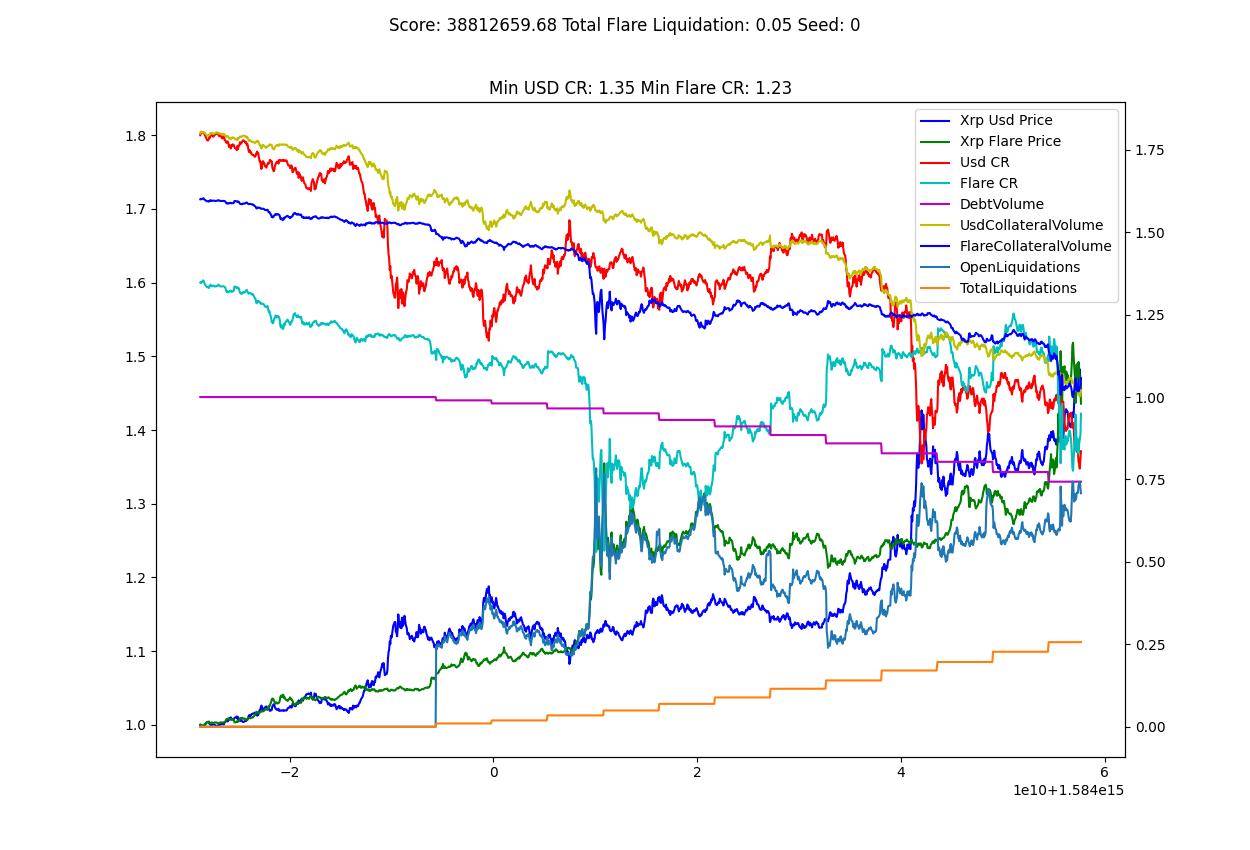 Score: 38812659.68 Total Flare Liquidation: 0.05 Seed: 0
Min USD CR: 1.35 Min Flare CR: 1.23
Xrp Usd Price
Xrp Flare Price
Usd CR
Flare CR
DebtVolume
UsdCollateralVolume
FlareCollateralVolume
OpenLiquidations
TotalLiquidations
1.8
1.7
1.6
1.5
1.4
1.3
1.2
1.1
1.0
1.75
1.50
1.25
1.00
0.75
0.50
0.25
0.00
−2
0
2
4
6
1e10+1.584e15